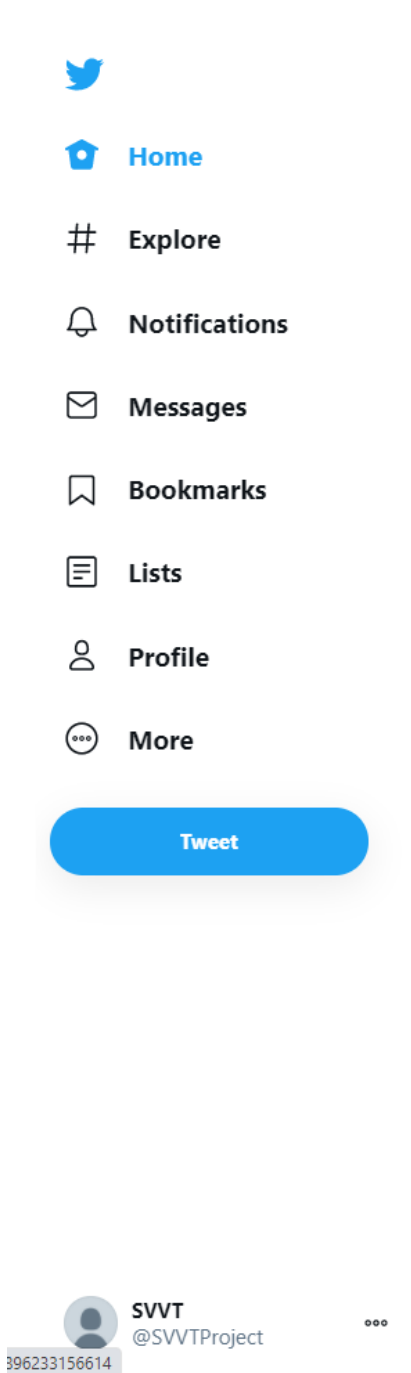 Home
Explore
Notifications
Messages
Bookmarks
Lists
Profile
More
Tweet
SVVT
@SVVTProject
396233156614